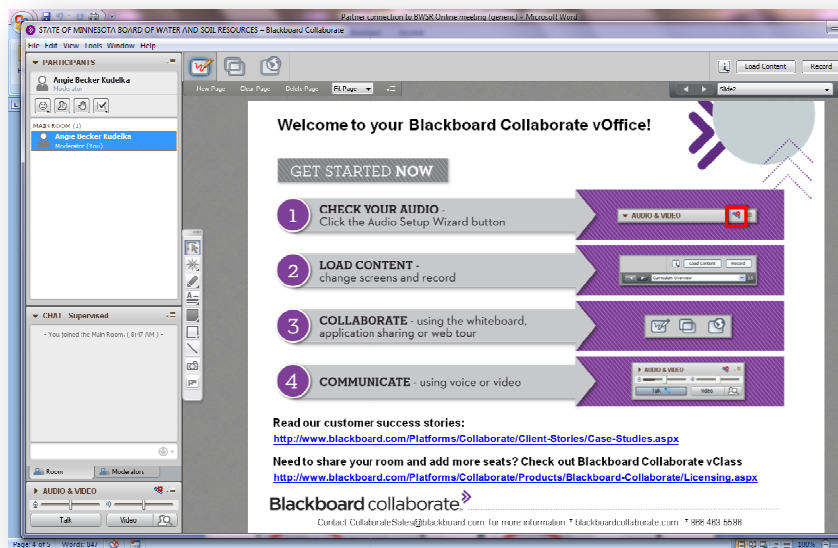 Partner connection to BWSR Online meeting (generic) - Microsoft Word
STATE OF MINNESOTA BOARD OF WATER AND SOIL RESOURCES – Blackboard Collaborate
File Edit View Tools Window Help
PARTICIPANTS
Angie Becker Kudelka
Moderator
MAIN ROOM (1)
Angie Becker Kudelka
Moderator (You)
CHAT Supervised
- You joined the Main Room. ( 8:47 AM ) -
Room Moderators
AUDIO & VIDEO
Talk Video
Load Content Record
New Page Clear Page Delete Page Fit Page
Slide2
Welcome to your Blackboard Collaborate vOffice!
GET STARTED NOW
1 CHECK YOUR AUDIO -
Click the Audio Setup Wizard button
AUDIO & VIDEO
2 LOAD CONTENT -
change screens and record
Load Content Record
Curriculum Overview
3 COLLABORATE - using the whiteboard,
application sharing or web tour
4 COMMUNICATE - using voice or video
AUDIO & VIDEO
Talk Video
Read our customer success stories:
http://www.blackboard.com/Platforms/Collaborate/Client-Stories/Case-Studies.aspx
Need to share your room and add more seats? Check out Blackboard Collaborate vClass
http://www.blackboard.com/Platforms/Collaborate/Products/Blackboard-Collaborate/Licensing.aspx
Blackboard collaborate
Contact CollaborateSales@blackboard.com for more information * blackboardcollaborate.com * 866.463.5586
Page: 4 of 5 Words: 847 100%